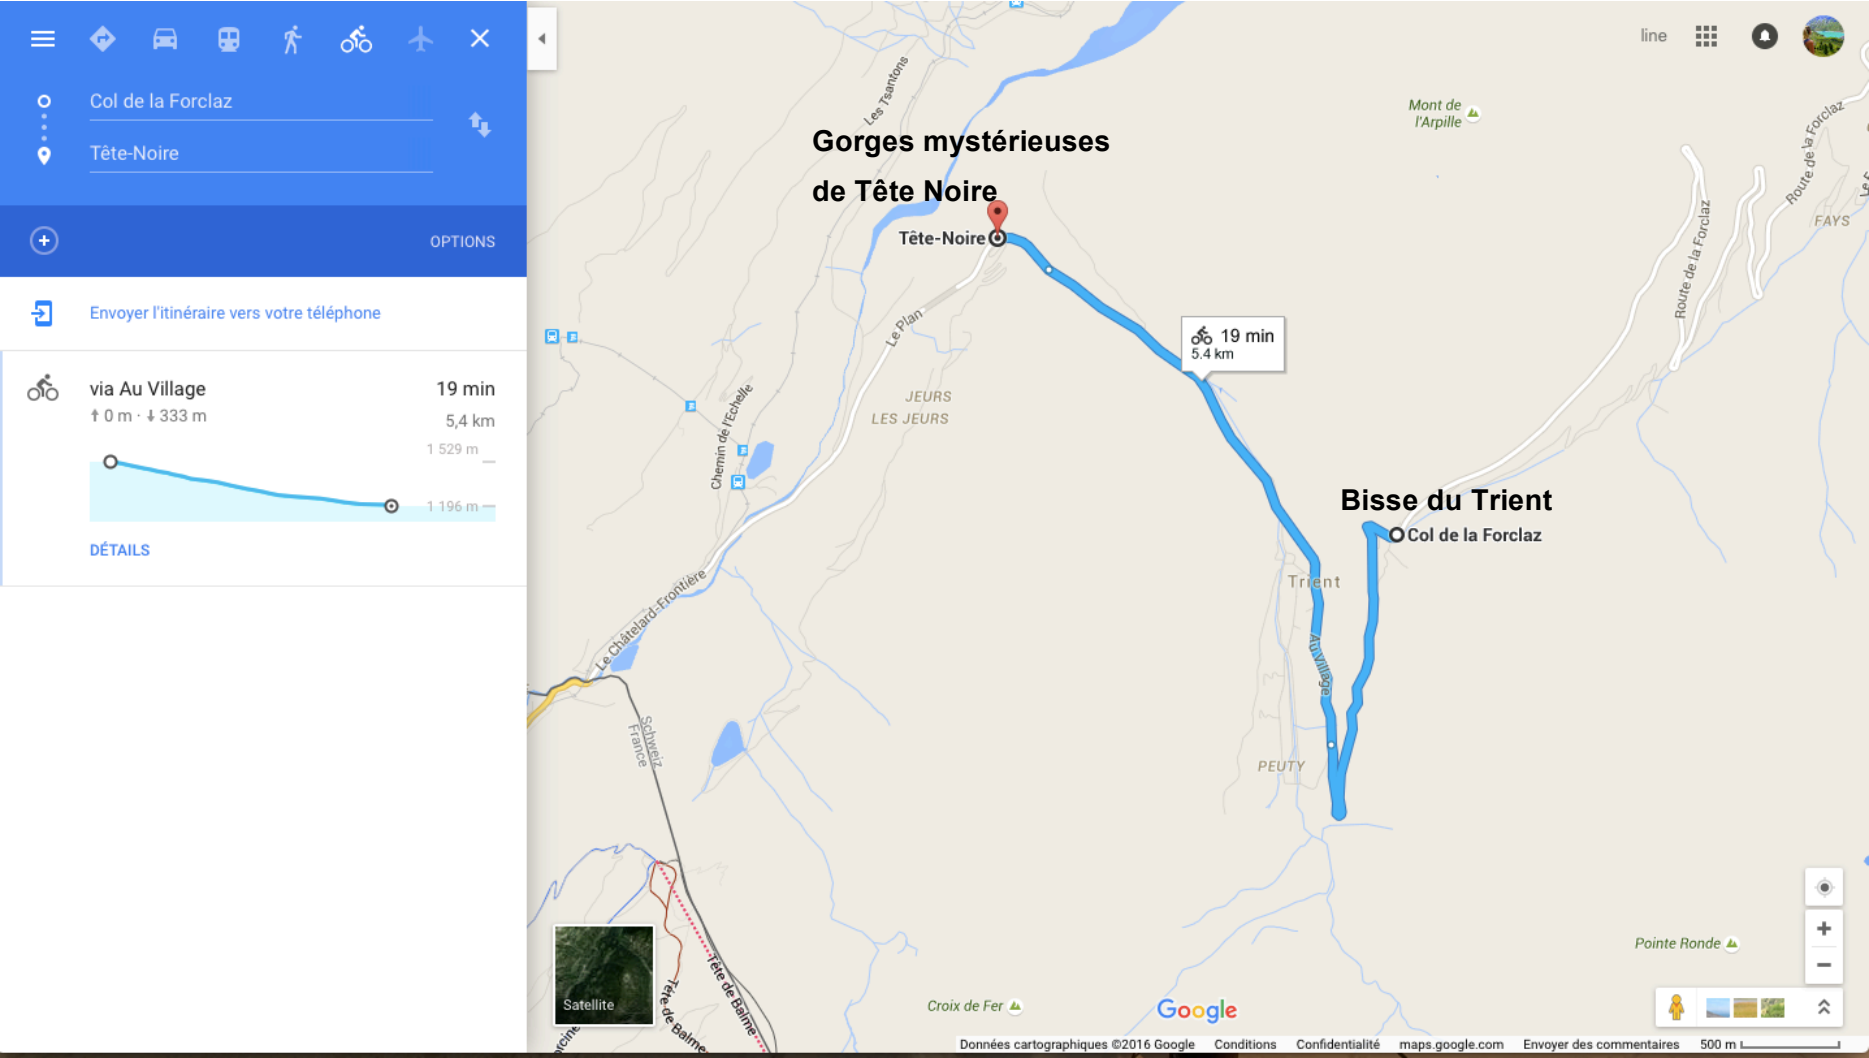 Col de la Forclaz
Tête-Noire
OPTIONS
Envoyer l'itinéraire vers votre téléphone
via Au Village
19 min
↑ 0 m · ↓ 333 m
5,4 km
1 529 m
1 196 m
DÉTAILS
line
Les Tsantons
Mont de
l'Arpille
Route de la Forclaz
Route de la Forclaz
FAYS
Gorges mystérieuses
de Tête Noire
Tête-Noire
Le Plan
19 min
5.4 km
JEURS
LES JEURS
Chemin de l'Echelle
Bisse du Trient
Col de la Forclaz
Trient
Au Village
Le Châtelard-Frontière
Schweiz
France
PEUTY
Pointe Ronde
Croix de Fer
Tête de Balme
Tête de Balme
Satellite
Google
Données cartographiques ©2016 Google Conditions Confidentialité maps.google.com Envoyer des commentaires 500 m